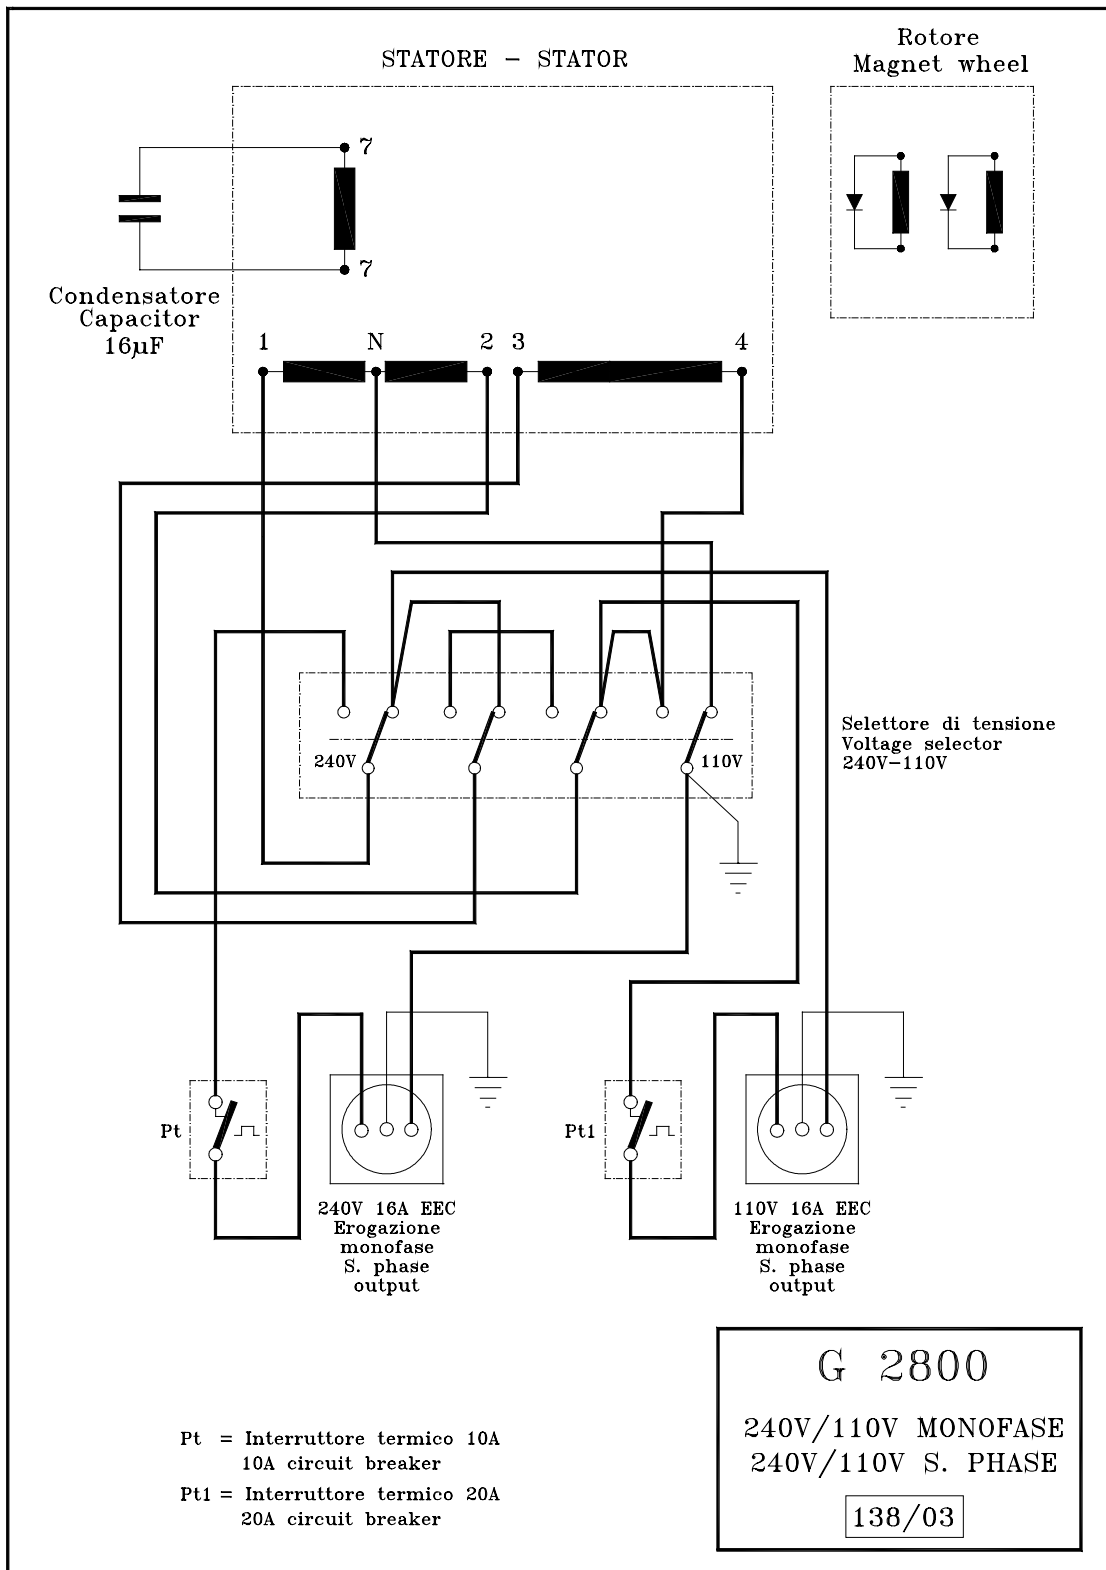 STATORE - STATOR
Rotore
Magnet wheel
7
7
Condensatore
Capacitor
16µF
1 N 2 3 4
240V
110V
Selettore di tensione
Voltage selector
240V-110V
Pt
240V 16A EEC
Erogazione
monofase
S. phase
output
Pt1
110V 16A EEC
Erogazione
monofase
S. phase
output
Pt = Interruttore termico 10A
10A circuit breaker
Pt1 = Interruttore termico 20A
20A circuit breaker
G 2800
240V/110V MONOFASE
240V/110V S. PHASE
138/03